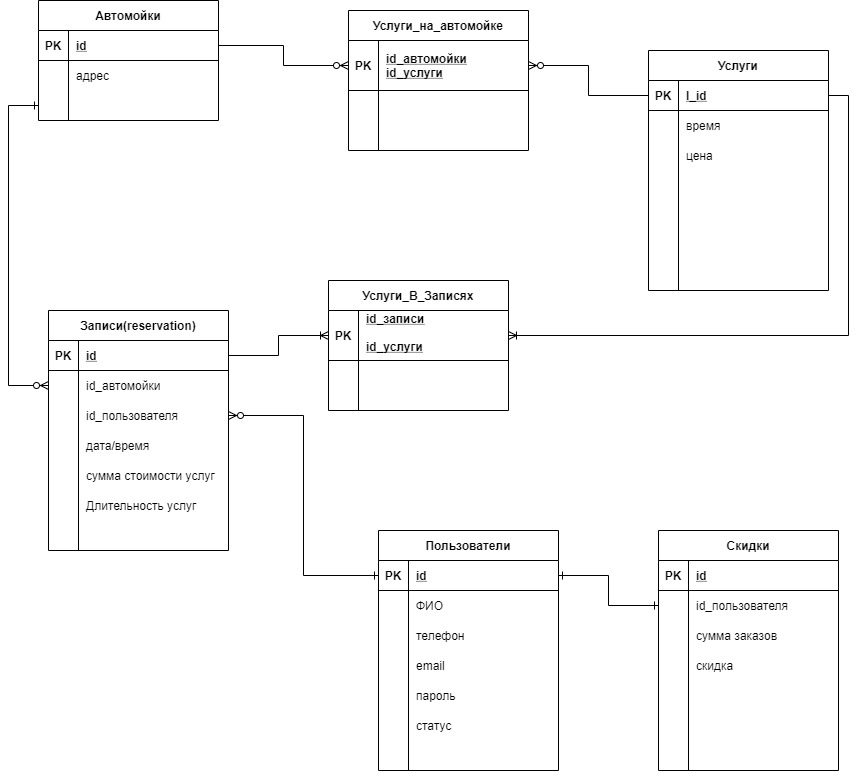 Автомойки
PK id
адрес
Услуги_на_автомойке
PK id_автомойки
id_услуги
Услуги
PK I_id
время
цена
Услуги_В_Записях
PK id_записи
id_услуги
Записи(reservation)
PK id
id_автомойки
id_пользователя
дата/время
сумма стоимости услуг
Длительность услуг
Пользователи
PK id
ФИО
телефон
email
пароль
статус
Скидки
PK id
id_пользователя
сумма заказов
скидка